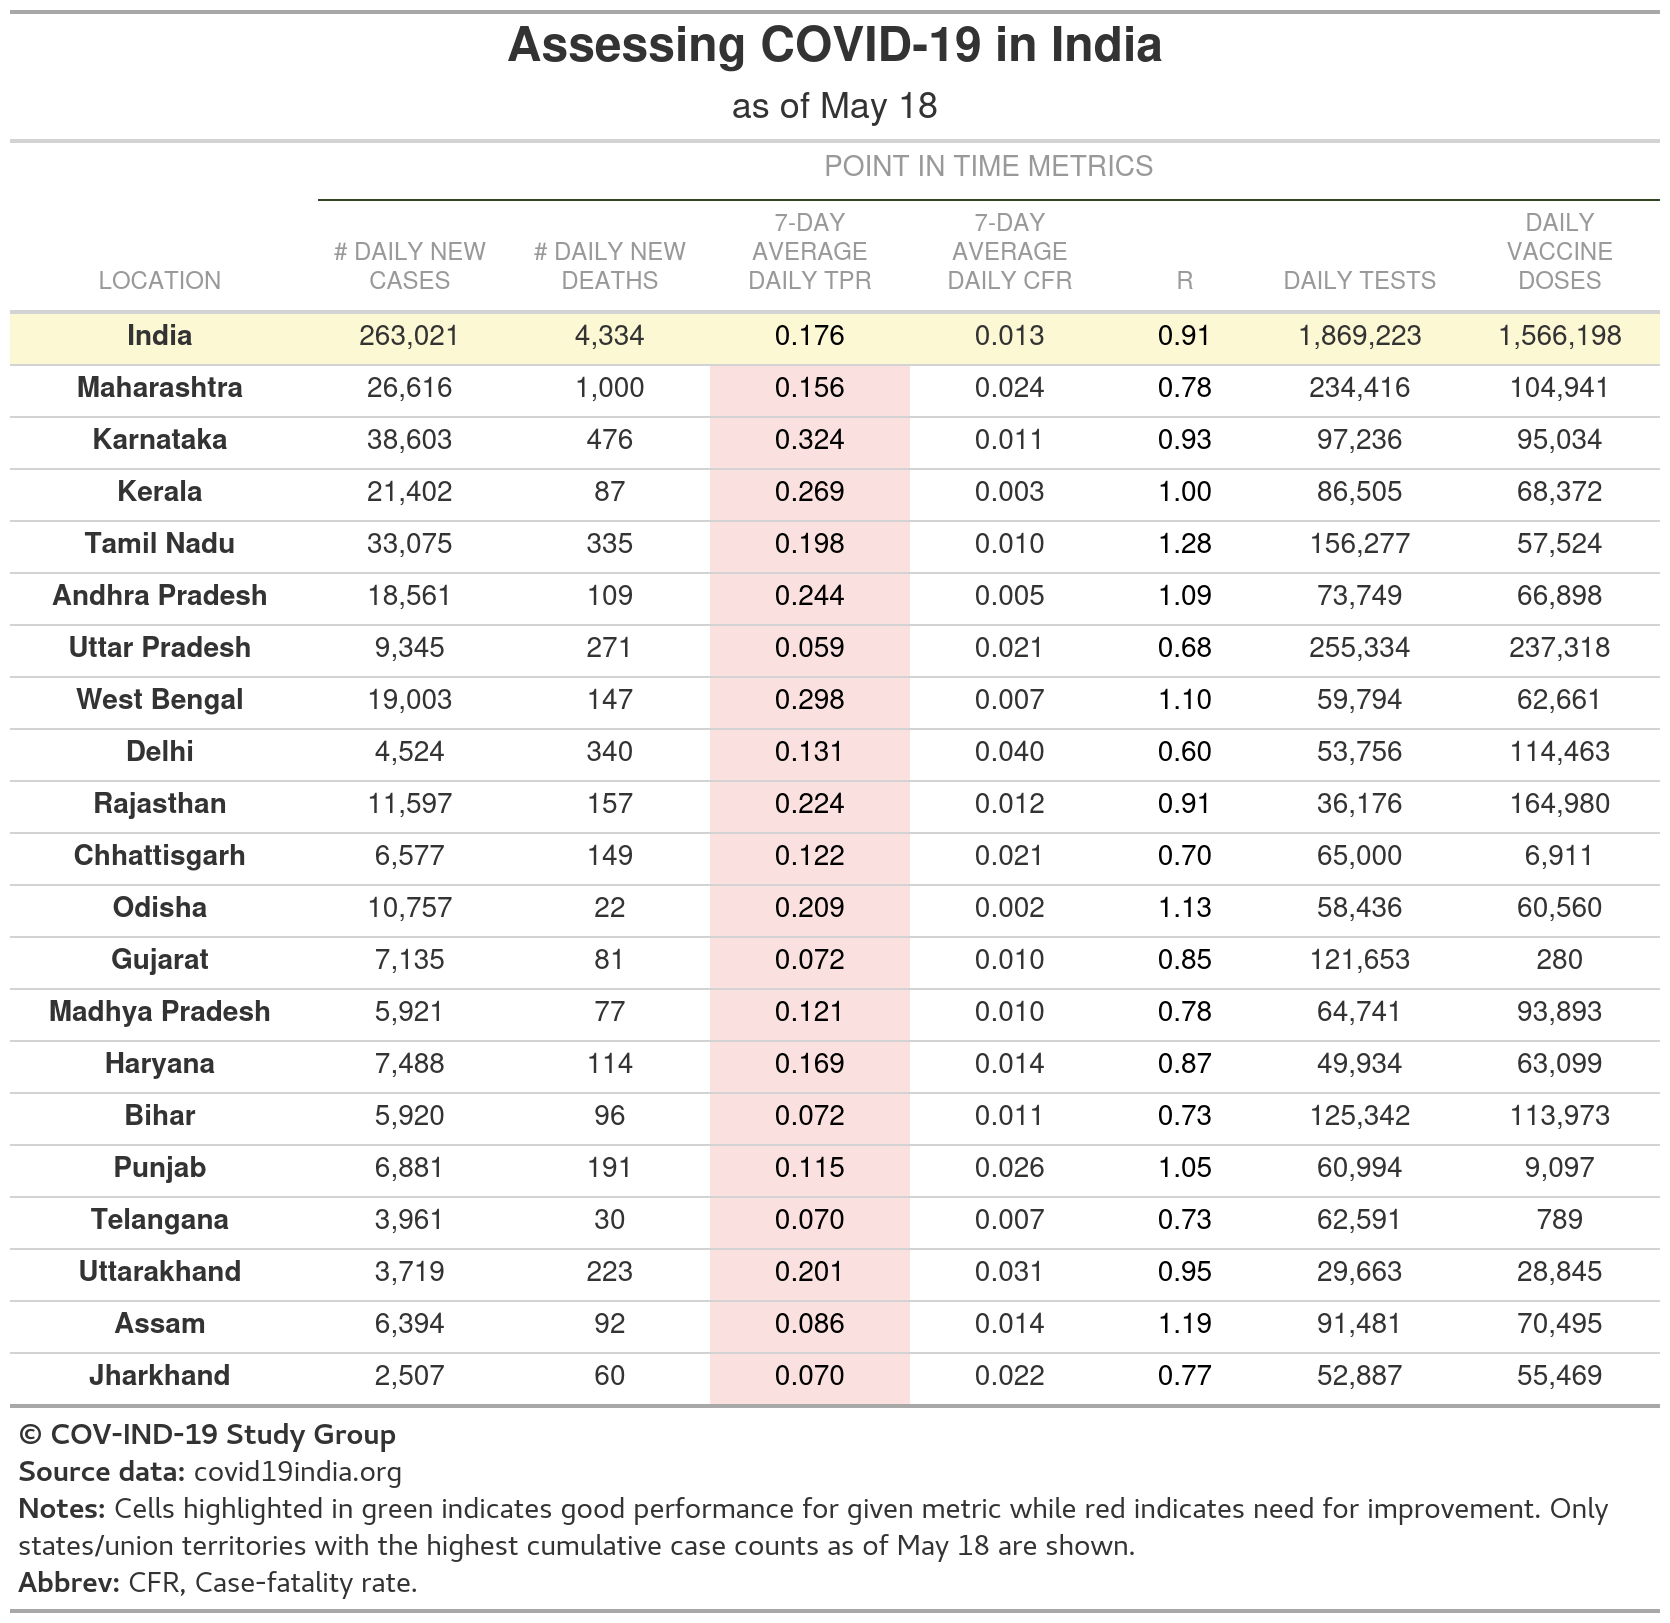 Assessing COVID-19 in India
as of May 18
POINT IN TIME METRICS
LOCATION # DAILY NEW CASES # DAILY NEW DEATHS 7-DAY AVERAGE DAILY TPR 7-DAY AVERAGE DAILY CFR R DAILY TESTS DAILY VACCINE DOSES
India 263,021 4,334 0.176 0.013 0.91 1,869,223 1,566,198
Maharashtra 26,616 1,000 0.156 0.024 0.78 234,416 104,941
Karnataka 38,603 476 0.324 0.011 0.93 97,236 95,034
Kerala 21,402 87 0.269 0.003 1.00 86,505 68,372
Tamil Nadu 33,075 335 0.198 0.010 1.28 156,277 57,524
Andhra Pradesh 18,561 109 0.244 0.005 1.09 73,749 66,898
Uttar Pradesh 9,345 271 0.059 0.021 0.68 255,334 237,318
West Bengal 19,003 147 0.298 0.007 1.10 59,794 62,661
Delhi 4,524 340 0.131 0.040 0.60 53,756 114,463
Rajasthan 11,597 157 0.224 0.012 0.91 36,176 164,980
Chhattisgarh 6,577 149 0.122 0.021 0.70 65,000 6,911
Odisha 10,757 22 0.209 0.002 1.13 58,436 60,560
Gujarat 7,135 81 0.072 0.010 0.85 121,653 280
Madhya Pradesh 5,921 77 0.121 0.010 0.78 64,741 93,893
Haryana 7,488 114 0.169 0.014 0.87 49,934 63,099
Bihar 5,920 96 0.072 0.011 0.73 125,342 113,973
Punjab 6,881 191 0.115 0.026 1.05 60,994 9,097
Telangana 3,961 30 0.070 0.007 0.73 62,591 789
Uttarakhand 3,719 223 0.201 0.031 0.95 29,663 28,845
Assam 6,394 92 0.086 0.014 1.19 91,481 70,495
Jharkhand 2,507 60 0.070 0.022 0.77 52,887 55,469
© COV-IND-19 Study Group
Source data: covid19india.org
Notes: Cells highlighted in green indicates good performance for given metric while red indicates need for improvement. Only
states/union territories with the highest cumulative case counts as of May 18 are shown.
Abbrev: CFR, Case-fatality rate.